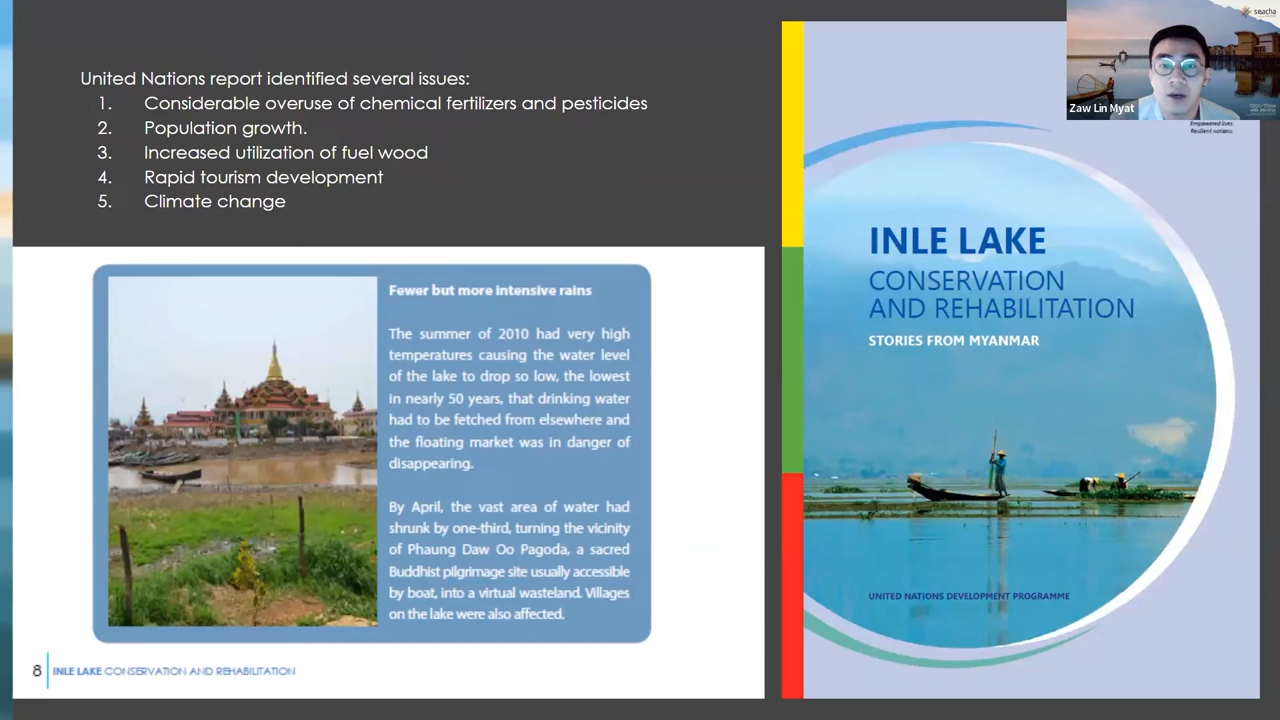 United Nations report identified several issues:
1. Considerable overuse of chemical fertilizers and pesticides
2. Population growth.
3. Increased utilization of fuel wood
4. Rapid tourism development
5. Climate change
Fewer but more intensive rains
The summer of 2010 had very high
temperatures causing the water level
of the lake to drop so low, the lowest
in nearly 50 years, that drinking water
had to be fetched from elsewhere and
the floating market was in danger of
disappearing.
By April, the vast area of water had
shrunk by one-third, turning the vicinity
of Phaung Daw Oo Pagoda, a sacred
Buddhist pilgrimage site usually accessible
by boat, into a virtual wasteland. Villages
on the lake were also affected.
8 INLE LAKE CONSERVATION AND REHABILITATION
seacha
Zaw Lin Myat
Empowered lives.
Resilient nations.
INLE LAKE
CONSERVATION
AND REHABILITATION
STORIES FROM MYANMAR
UNITED NATIONS DEVELOPMENT PROGRAMME